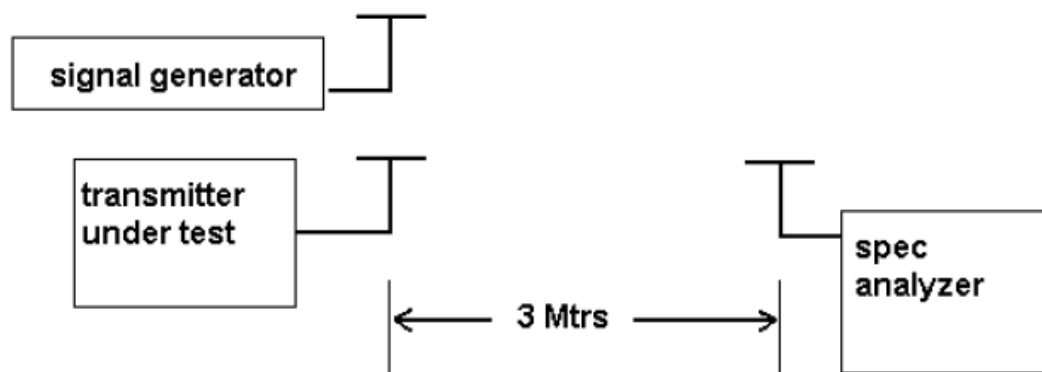 signal generator
transmitter
under test
spec
analyzer
3 Mtrs